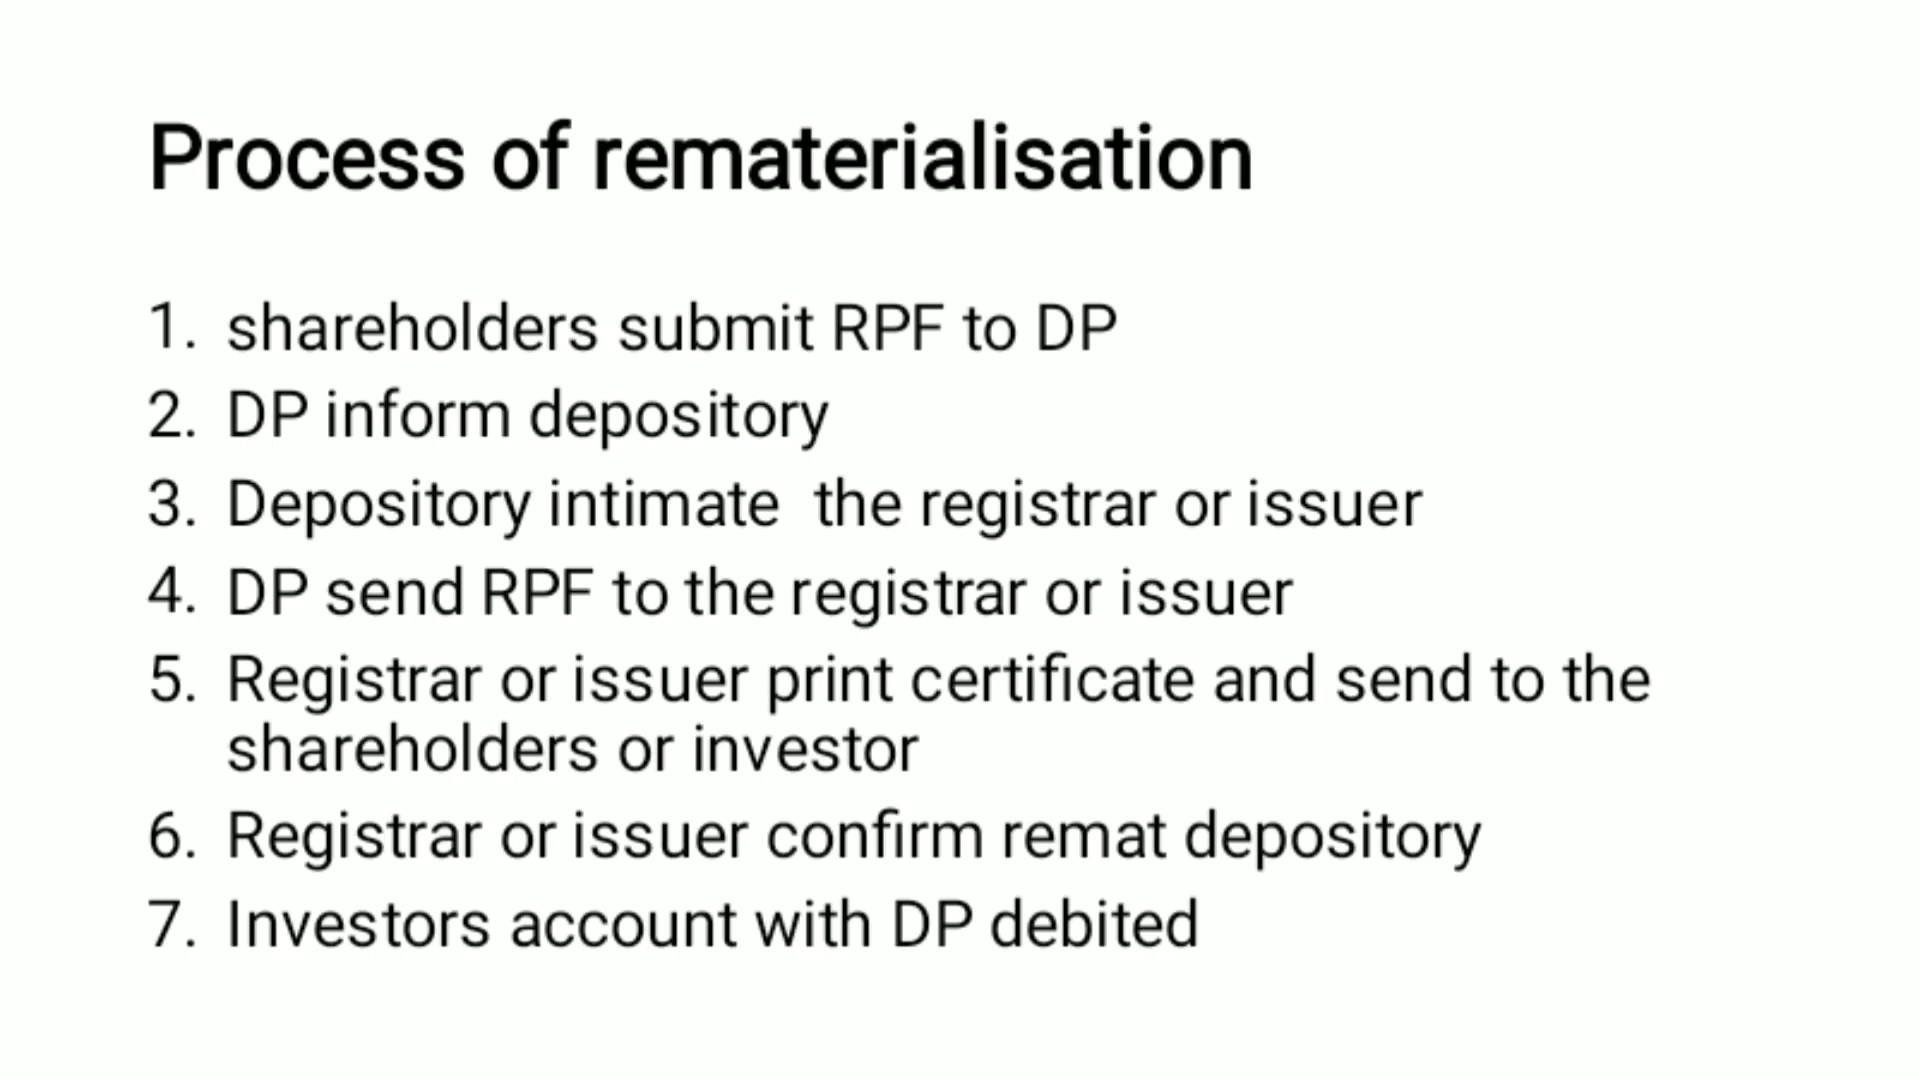 Process of rematerialisation
1. shareholders submit RPF to DP
2. DP inform depository
3. Depository intimate  the registrar or issuer
4. DP send RPF to the registrar or issuer
5. Registrar or issuer print certificate and send to the
shareholders or investor
6. Registrar or issuer confirm remat depository
7. Investors account with DP debited